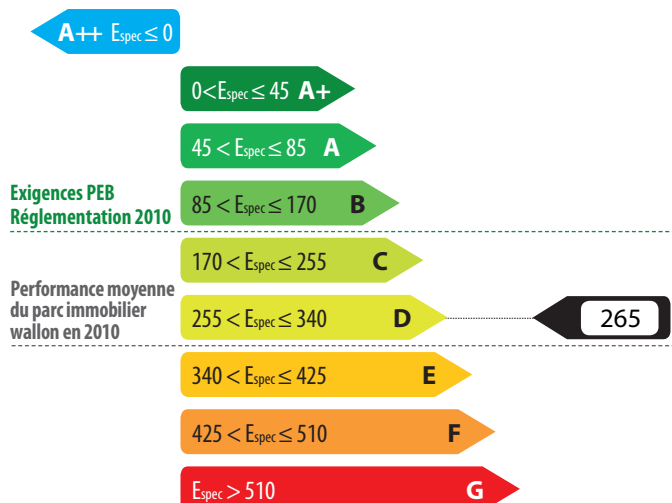 A++ Espec ≤ 0
0<Espec ≤ 45 A+
45 < Espec ≤ 85 A
Exigences PEB
Réglementation 2010
85 < Espec ≤ 170 B
170 < Espec ≤ 255 C
Performance moyenne
du parc immobilier
wallon en 2010
255 < Espec ≤ 340 D
265
340 < Espec ≤ 425 E
425 < Espec ≤ 510 F
Espec > 510 G